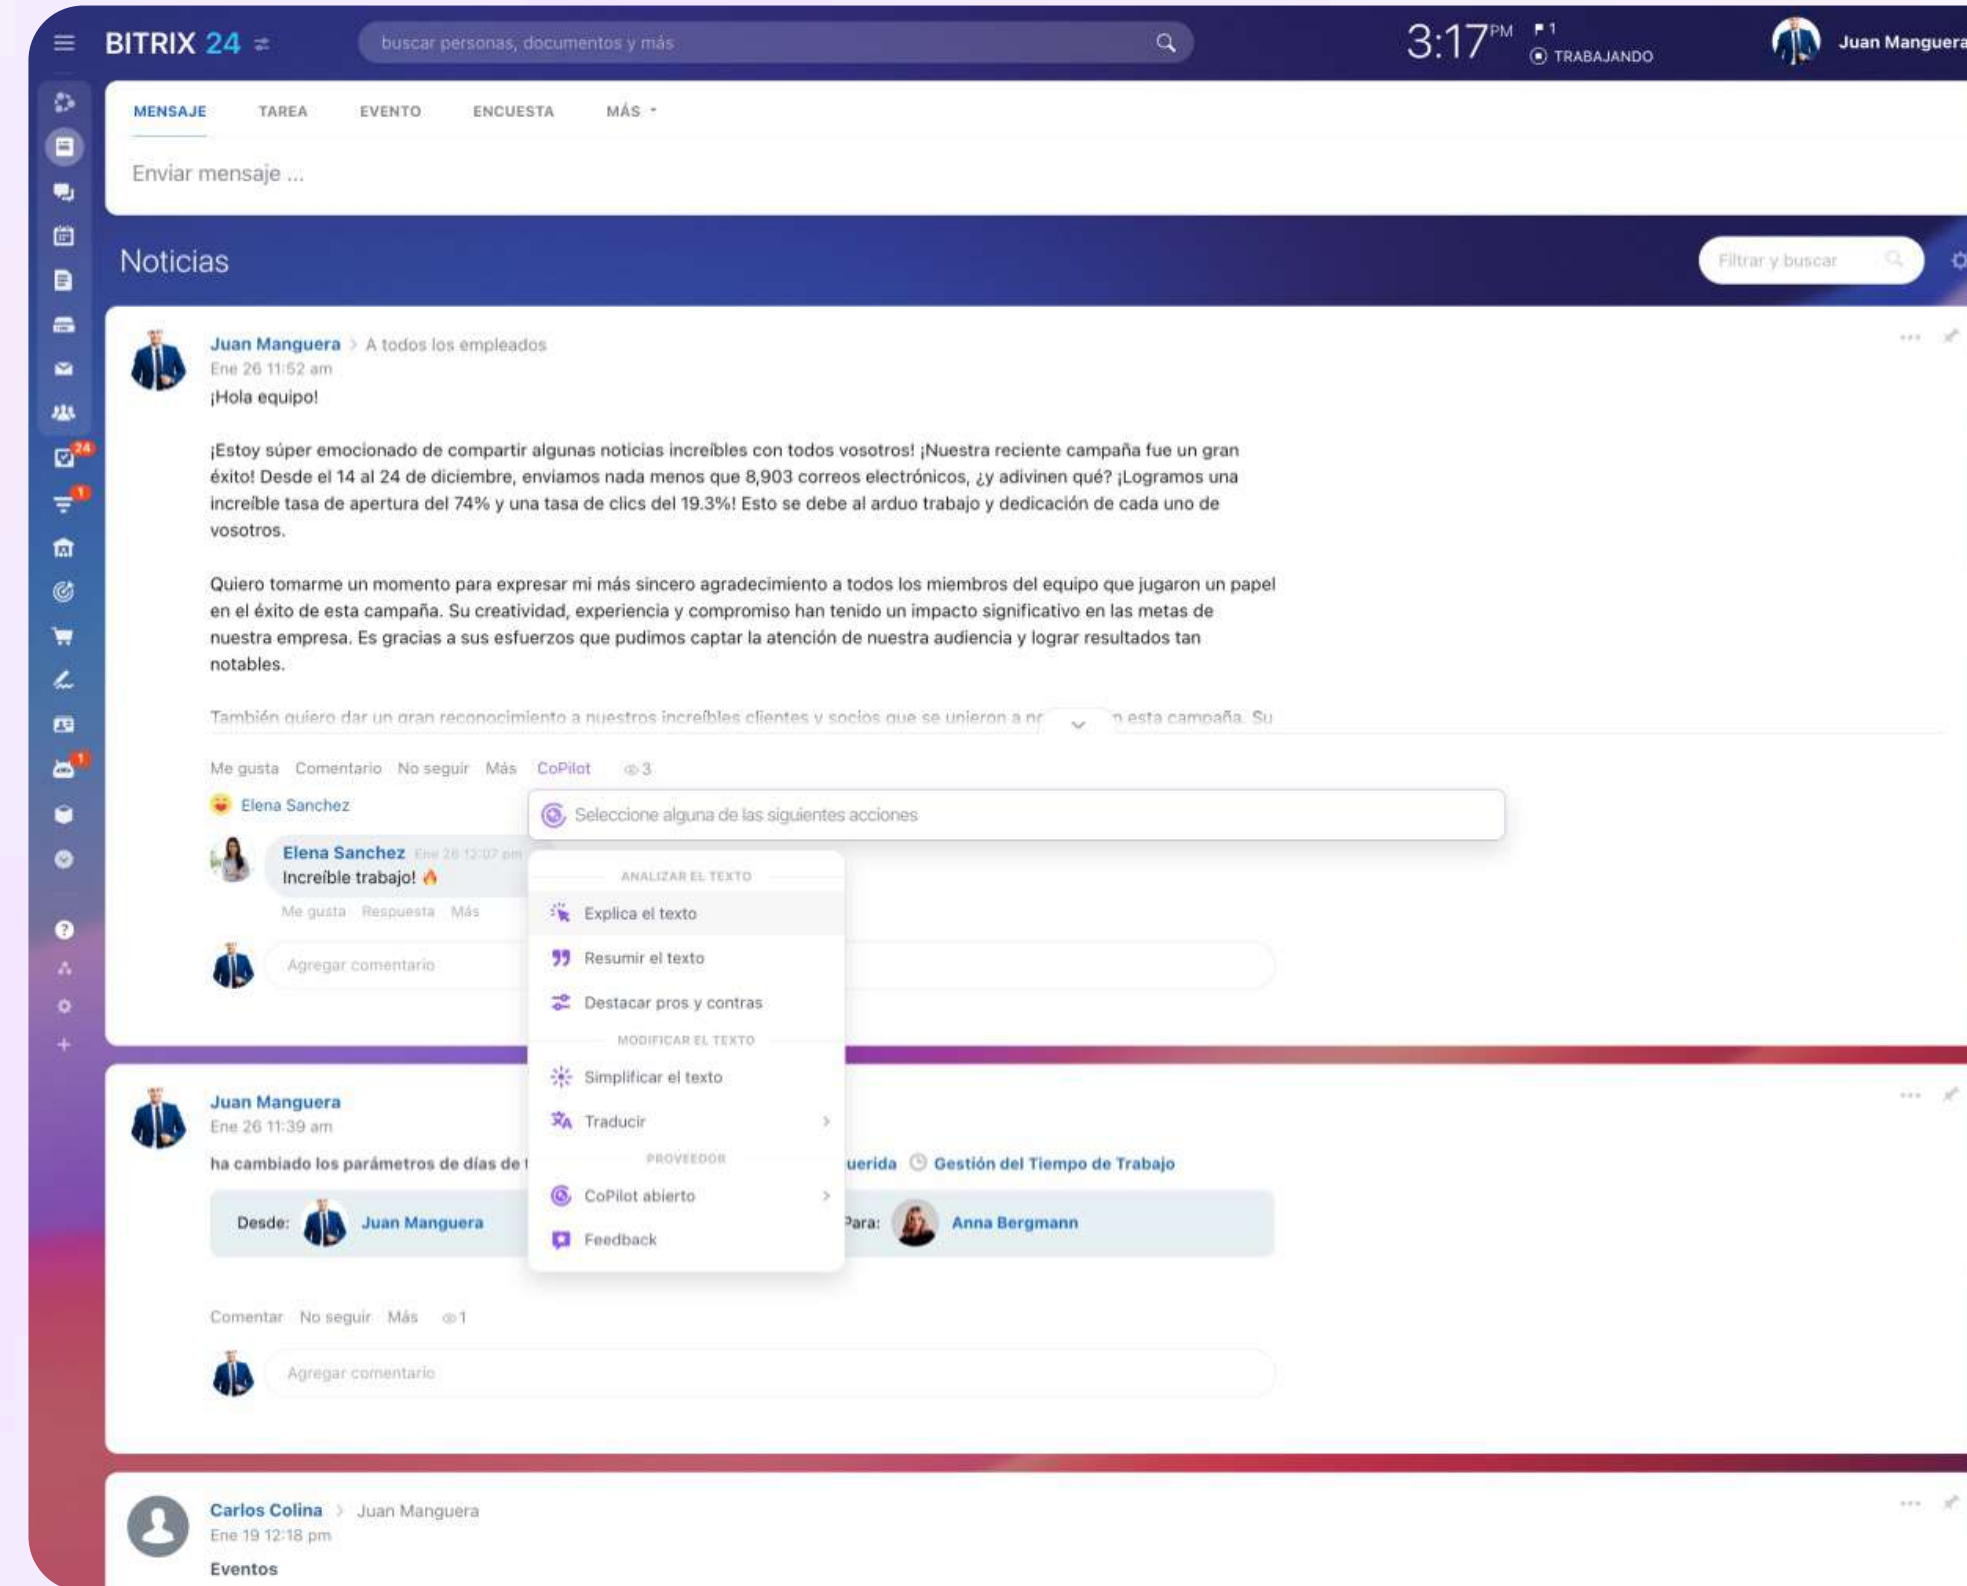 BITRIX 24
buscar personas, documentos y más
3:17 PM
1
TRABAJANDO
Juan Manguera
MENSAJE TAREA EVENTO ENCUESTA MÁS
Enviar mensaje ...
Noticias
Filtrar y buscar
Juan Manguera > A todos los empleados
Ene 26 11:52 am
¡Hola equipo!
¡Estoy súper emocionado de compartir algunas noticias increíbles con todos vosotros! ¡Nuestra reciente campaña fue un gran
éxito! Desde el 14 al 24 de diciembre, enviamos nada menos que 8,903 correos electrónicos, ¿y adivinen qué? ¡Logramos una
increíble tasa de apertura del 74% y una tasa de clics del 19.3%! Esto se debe al arduo trabajo y dedicación de cada uno de
vosotros.
Quiero tomarme un momento para expresar mi más sincero agradecimiento a todos los miembros del equipo que jugaron un papel
en el éxito de esta campaña. Su creatividad, experiencia y compromiso han tenido un impacto significativo en las metas de
nuestra empresa. Es gracias a sus esfuerzos que pudimos captar la atención de nuestra audiencia y lograr resultados tan
notables.
También quiero dar un gran reconocimiento a nuestros increíbles clientes y socios que se unieron a esta campaña. Su
Me gusta Comentario No seguir Más CoPilot 3
Elena Sanchez
Seleccione alguna de las siguientes acciones
Elena Sanchez Ene 26 12:07 pm
Increíble trabajo! 🔥
Me gusta Respuesta Más
Agregar comentario
ANALIZAR EL TEXTO
Explica el texto
Resumir el texto
Destacar pros y contras
MODIFICAR EL TEXTO
Simplificar el texto
Traducir
PROVEEDOR
CoPilot abierto
Feedback
24
1
1
Juan Manguera
Ene 26 11:39 am
ha cambiado los parámetros de días de uerida Gestión del Tiempo de Trabajo
Desde: Juan Manguera Para: Anna Bergmann
Comentar No seguir Más 1
Agregar comentario
Carlos Colina > Juan Manguera
Ene 19 12:18 pm
Eventos